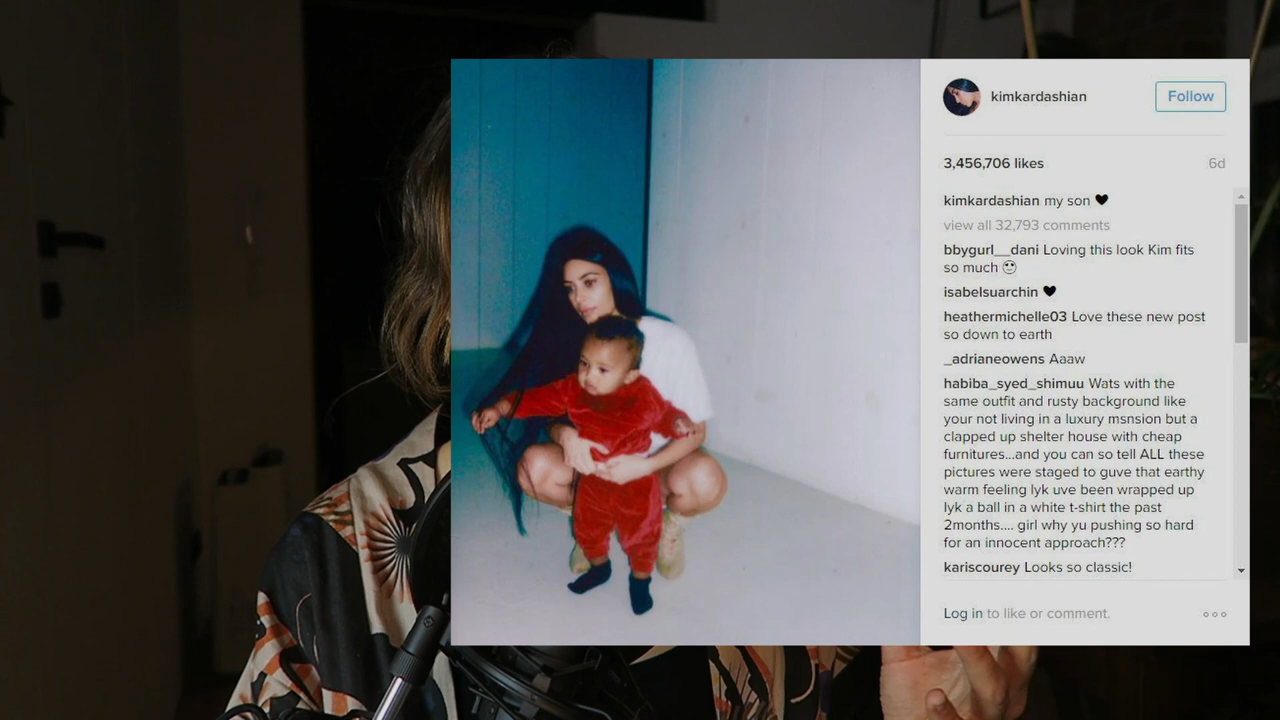 kimkardashian
Follow
3,456,706 likes
6d
kimkardashian my son 🖤
view all 32,793 comments
bbygurl__dani Loving this look Kim fits
so much 🙂
isabelsuarchin 🖤
heathermichelle03 Love these new post
so down to earth
_adrianeowens Aaaw
habiba_syed_shimuu Wats with the
same outfit and rusty background like
your not living in a luxury msnsion but a
clapped up shelter house with cheap
furnitures...and you can so tell ALL these
pictures were staged to guve that earthy
warm feeling lyk uve been wrapped up
lyk a ball in a white t-shirt the past
2months.... girl why yu pushing so hard
for an innocent approach???
kariscourey Looks so classic!
Log in to like or comment.